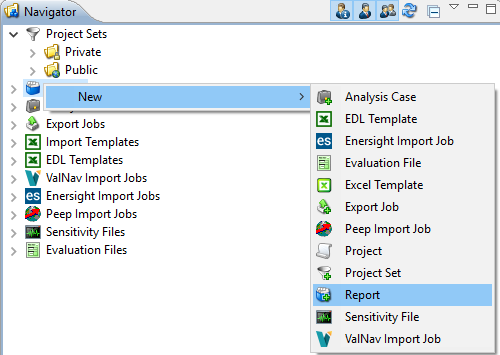 Navigator
Project Sets
Private
Public
New
Export Jobs
Import Templates
EDL Templates
ValNav Import Jobs
Enersight Import Jobs
Peep Import Jobs
Sensitivity Files
Evaluation Files
Analysis Case
EDL Template
es Enersight Import Job
Evaluation File
Excel Template
Export Job
Peep Import Job
Project
Project Set
Report
Sensitivity File
ValNav Import Job